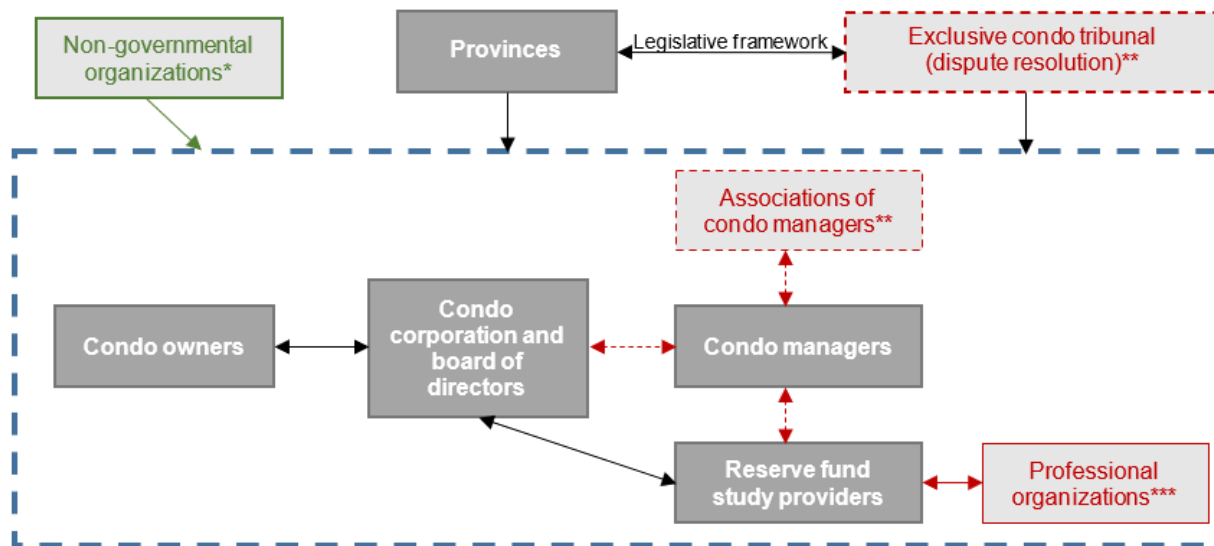 Non-governmental
organizations*
Provinces
Legislative framework
Exclusive condo tribunal
(dispute resolution)**
Associations of
condo managers**
Condo owners
Condo
corporation and
board of
directors
Condo managers
Reserve fund
study providers
Professional
organizations***